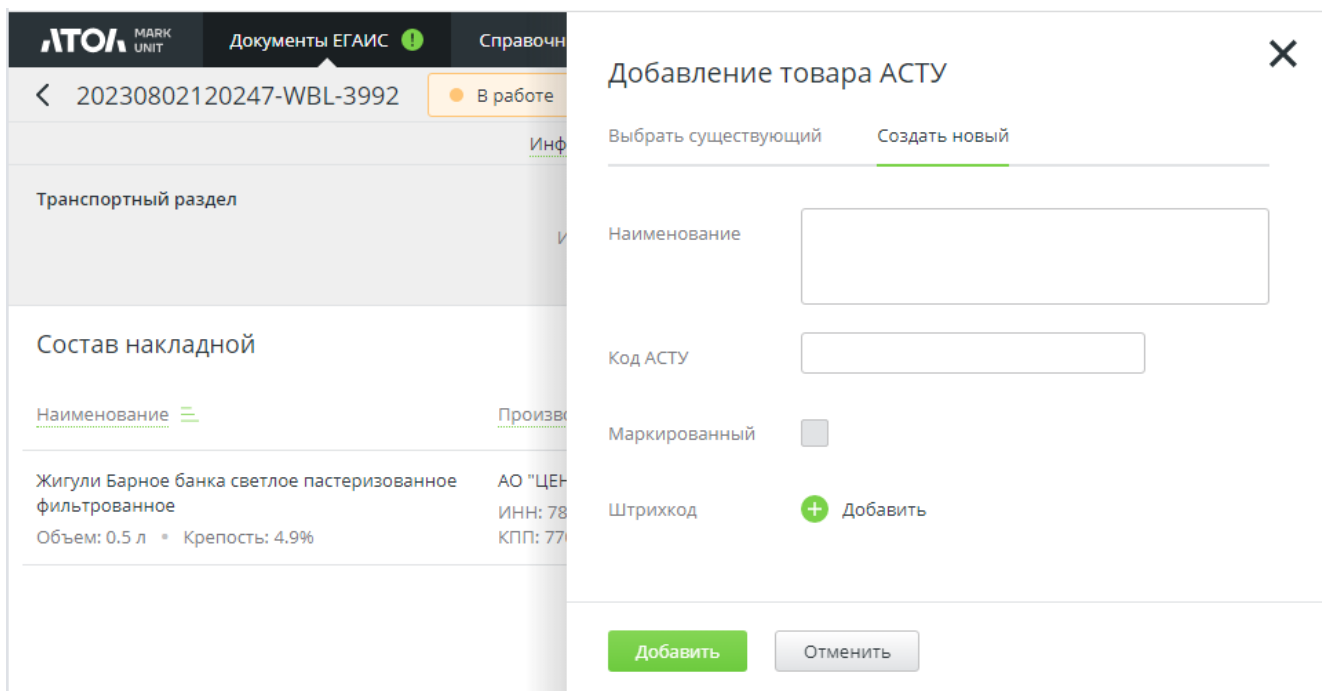 АТОЛ MARK UNIT
Документы ЕГАИС
Справочн
20230802120247-WBL-3992
В работе
Инф
Транспортный раздел
И
Состав накладной
Наименование
Произво
Жигули Барное банка светлое пастеризованное
фильтрованное
Объем: 0.5 л • Крепость: 4.9%
АО "ЦЕН
ИНН: 78
КПП: 770
Добавление товара АСТУ
Выбрать существующий
Создать новый
Наименование
Код АСТУ
Маркированный
Штрихкод
Добавить
Добавить
Отменить